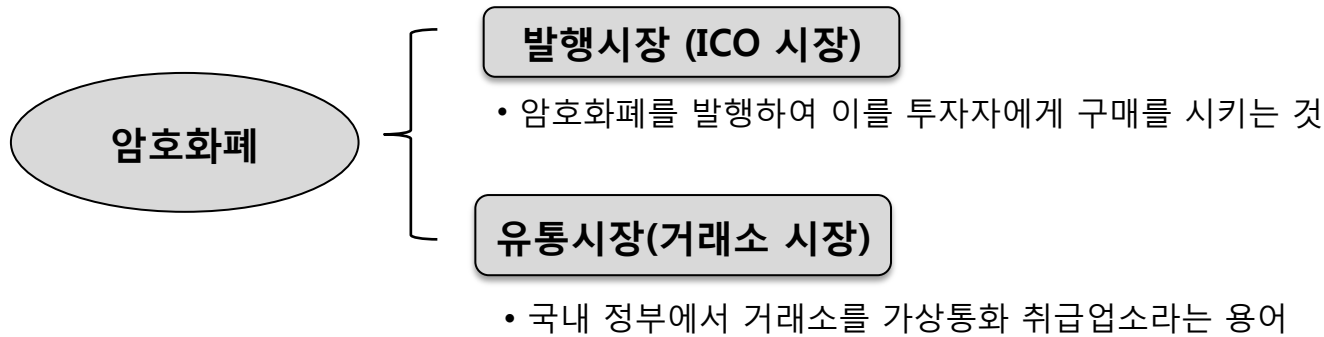 발행시장 (ICO 시장)
• 암호화폐를 발행하여 이를 투자자에게 구매를 시키는 것
암호화폐
유통시장(거래소 시장)
• 국내 정부에서 거래소를 가상통화 취급업소라는 용어